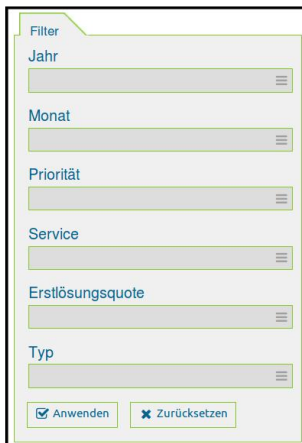 Filter
Jahr
Monat
Priorität
Service
Erstlösungsquote
Typ
Anwenden Zurücksetzen